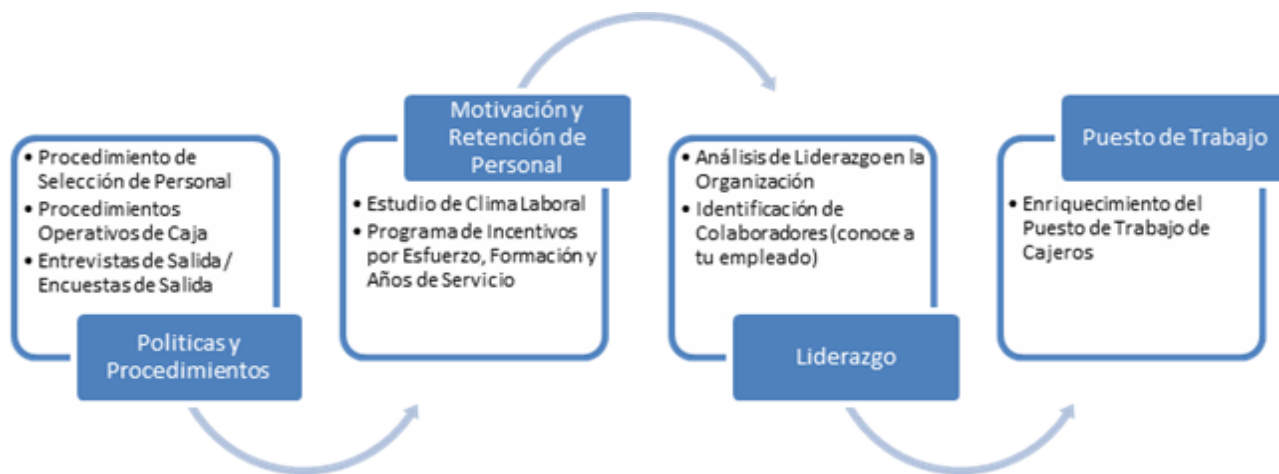 • Procedimiento de
Selección de Personal
• Procedimientos
Operativos de Caja
• Entrevistas de Salida /
Encuestas de Salida
Politicas y
Procedimientos
Motivación y
Retención de
Personal
• Estudio de Clima Laboral
• Programa de Incentivos
por Esfuerzo, Formación y
Años de Servicio
• Análisis de Liderazgo en la
Organización
• Identificación de
Colaboradores (conoce a
tu empleado)
Liderazgo
Puesto de Trabajo
• Enriquecimiento del
Puesto de Trabajo de
Cajeros